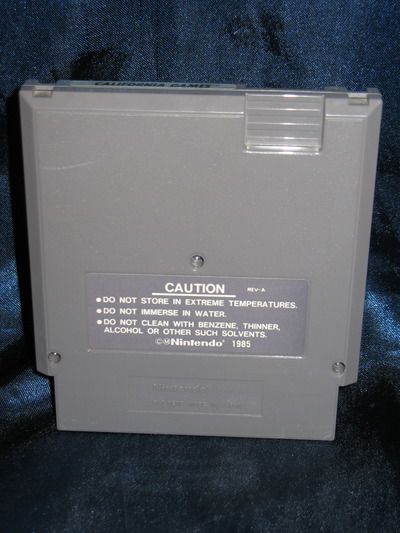 CALIFORNIA GAMES
CAUTION REV-A
● DO NOT STORE IN EXTREME TEMPERATURES.
● DO NOT IMMERSE IN WATER.
● DO NOT CLEAN WITH BENZENE, THINNER,
ALCOHOL OR OTHER SUCH SOLVENTS.
©Ⓜ Nintendo® 1985
Nintendo